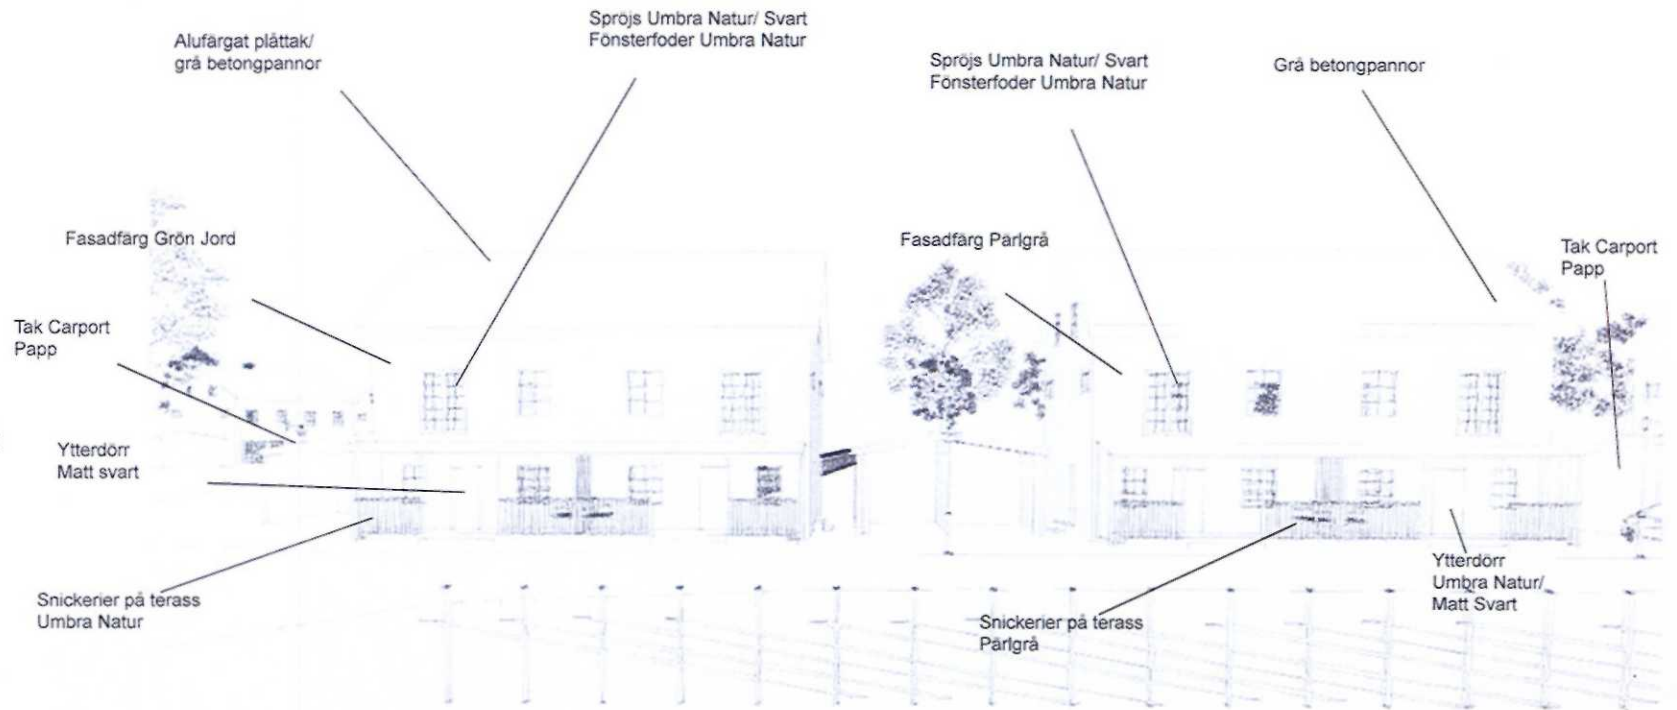 Alufärgat plåttak/
grå betongpannor
Spröjs Umbra Natur/ Svart
Fönsterfoder Umbra Natur
Spröjs Umbra Natur/ Svart
Fönsterfoder Umbra Natur
Grå betongpannor
Fasadfärg Grön Jord
Fasadfärg Pärlgrå
Tak Carport
Papp
Tak Carport
Papp
Ytterdörr
Matt svart
Snickerier på terass
Umbra Natur
Snickerier på terass
Pärlgrå
Ytterdörr
Umbra Natur/
Matt Svart